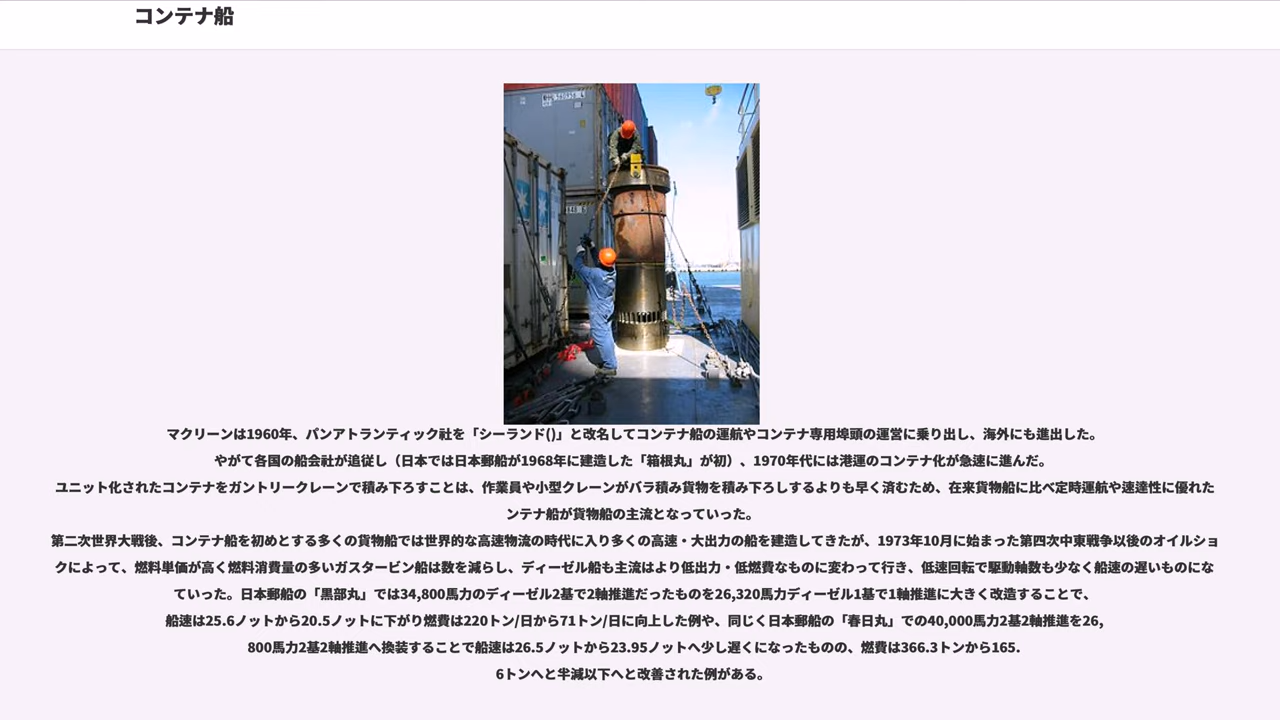 コンテナ船
マクリーンは1960年、パンアトランティック社を「シーランド()」と改名してコンテナ船の運航やコンテナ専用埠頭の運営に乗り出し、海外にも進出した。
やがて各国の船会社が追従し（日本では日本郵船が1968年に建造した「箱根丸」が初）、1970年代には港運のコンテナ化が急速に進んだ。
ユニット化されたコンテナをガントリークレーンで積み下ろすことは、作業員や小型クレーンがバラ積み貨物を積み下ろしするよりも早く済むため、在来貨物船に比べ定時運航や速達性に優れた
ンテナ船が貨物船の主流となっていった。
第二次世界大戦後、コンテナ船を初めとする多くの貨物船では世界的な高速物流の時代に入り多くの高速・大出力の船を建造してきたが、1973年10月に始まった第四次中東戦争以後のオイルショ
クによって、燃料単価が高く燃料消費量の多いガスタービン船は数を減らし、ディーゼル船も主流はより低出力・低燃費なものに変わって行き、低速回転で駆動軸数も少なく船速の遅いものにな
ていった。日本郵船の「黒部丸」では34,800馬力のディーゼル2基で2軸推進だったものを26,320馬力ディーゼル1基で1軸推進に大きく改造することで、
船速は25.6ノットから20.5ノットに下がり燃費は220トン/日から71トン/日に向上した例や、同じく日本郵船の「春日丸」での40,000馬力2基2軸推進を26,
800馬力2基2軸推進へ換装することで船速は26.5ノットから23.95ノットへ少し遅くになったものの、燃費は366.3トンから165.
6トンへと半減以下へと改善された例がある。